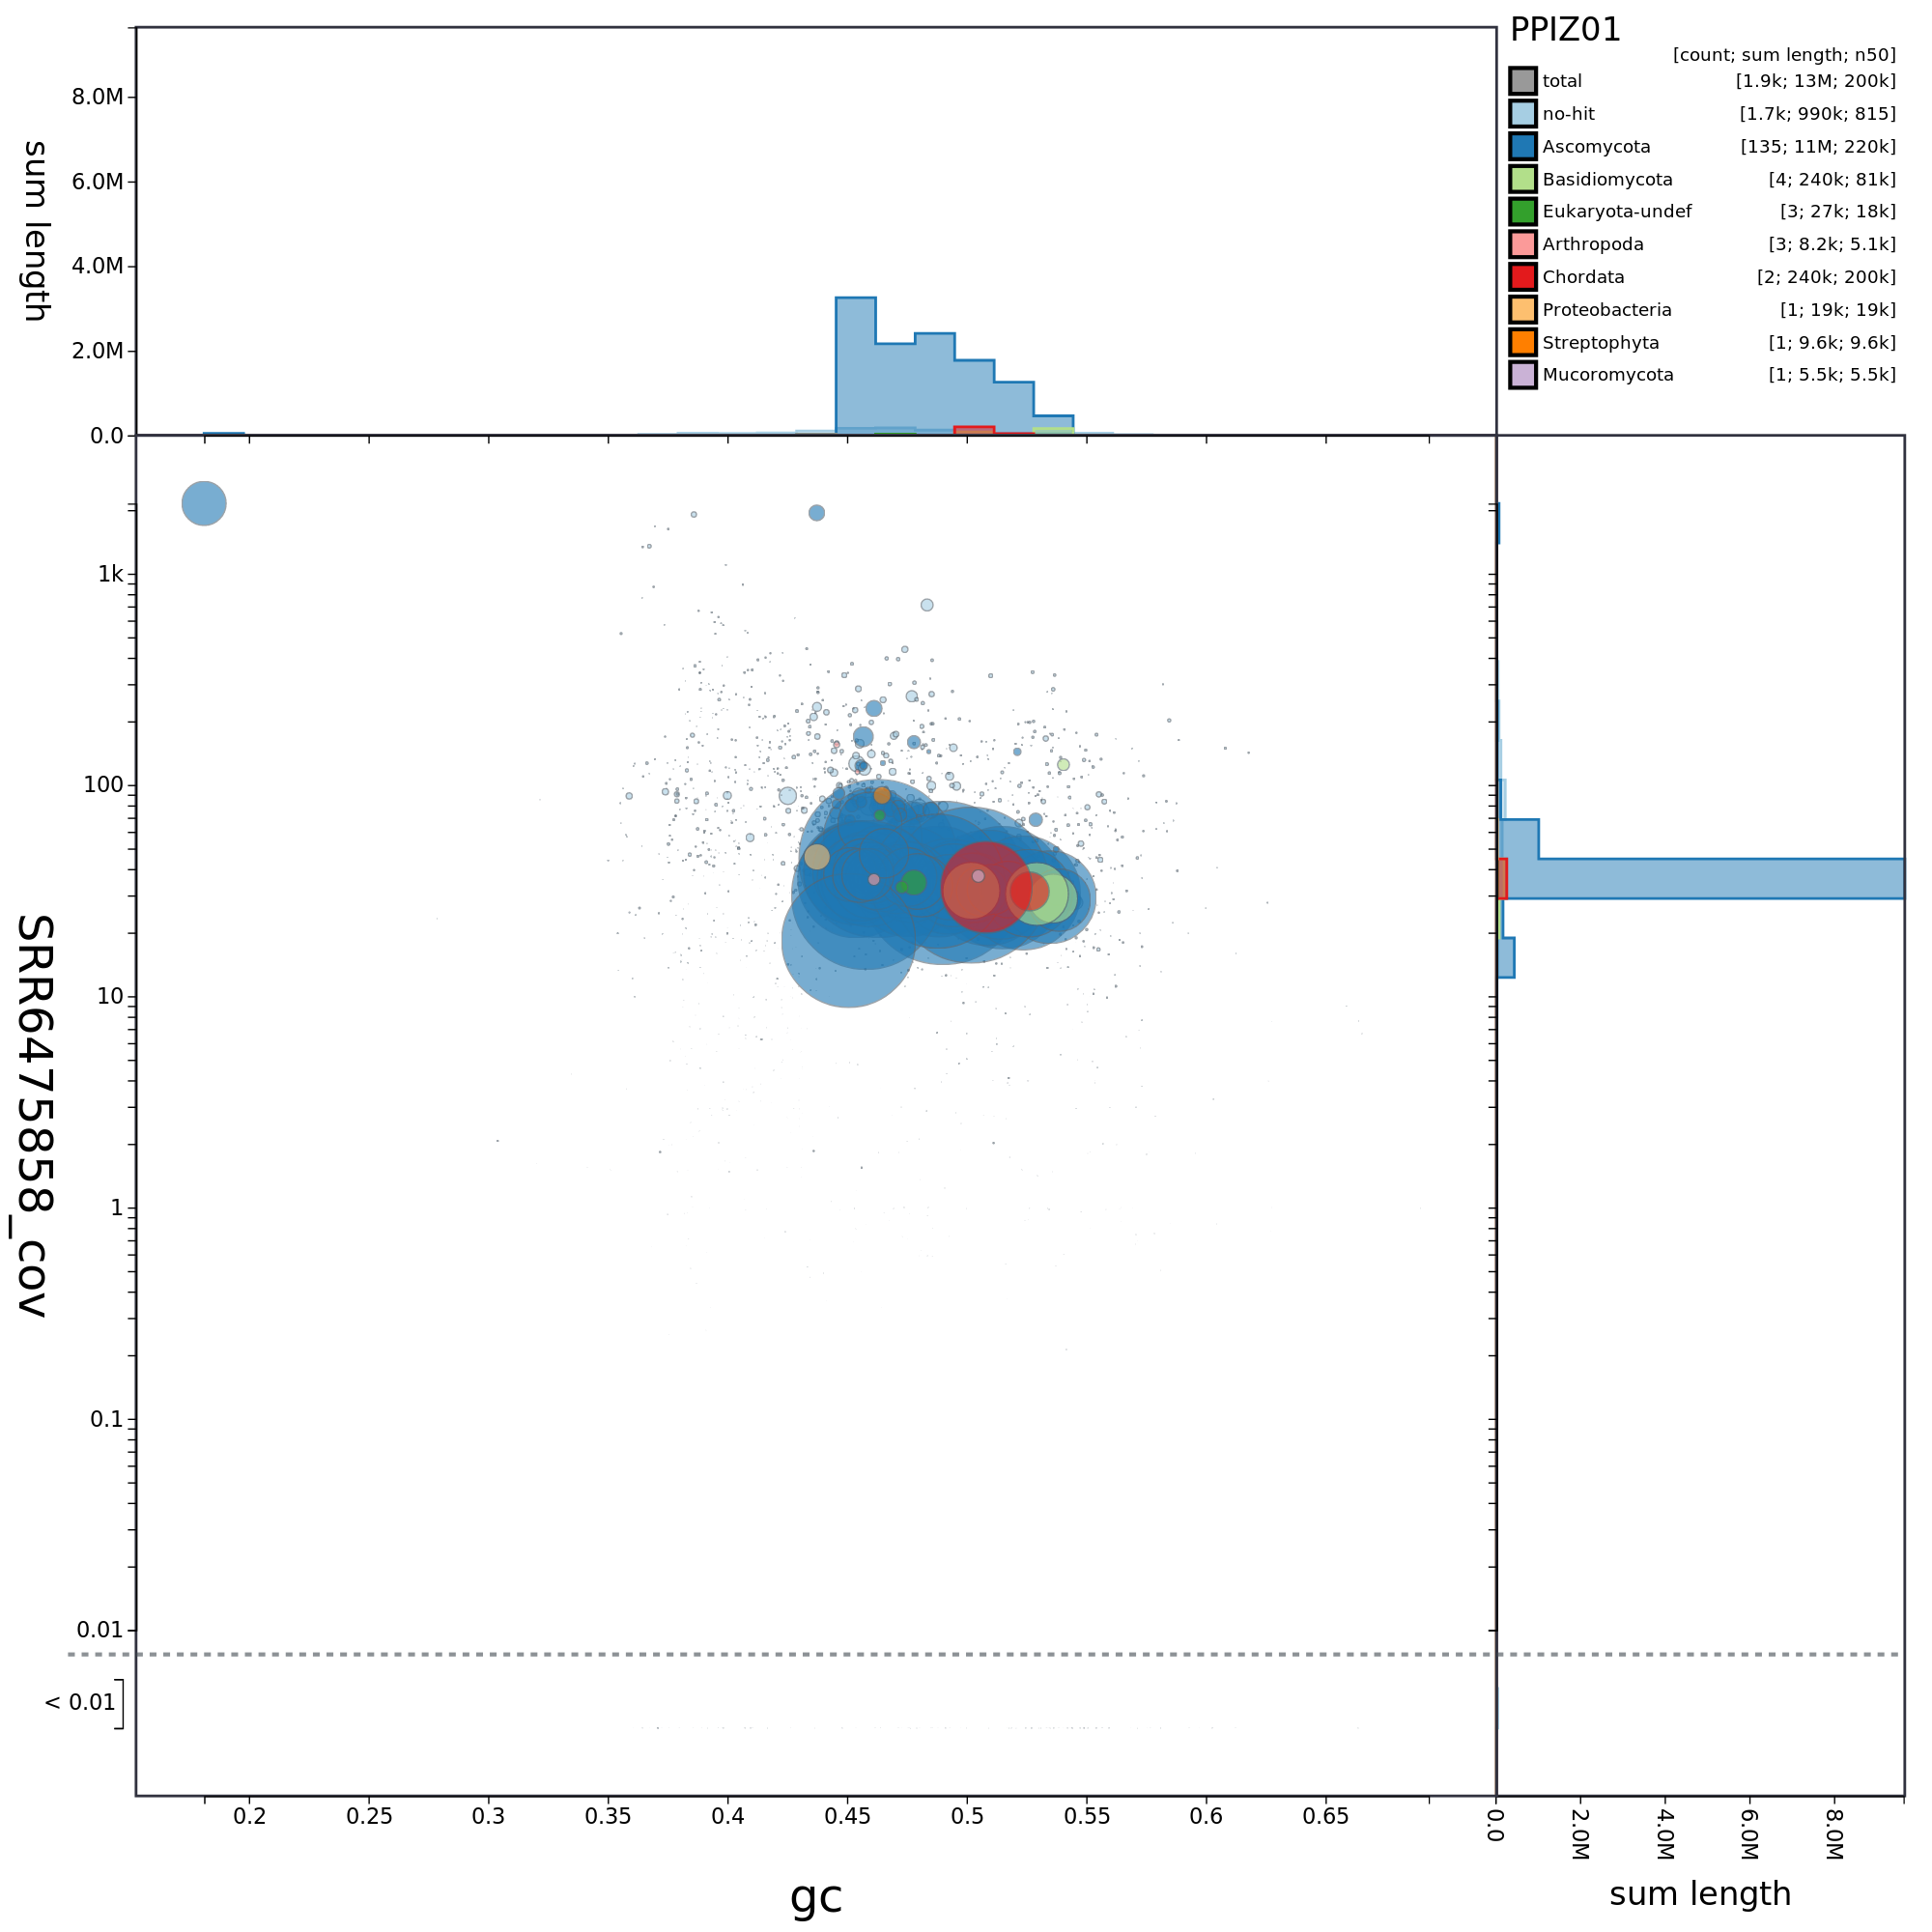 PPIZ01
[count; sum length; n50]
total [1.9k; 13M; 200k]
no-hit [1.7k; 990k; 815]
Ascomycota [135; 11M; 220k]
Basidiomycota [4; 240k; 81k]
Eukaryota-undef [3; 27k; 18k]
Arthropoda [3; 8.2k; 5.1k]
Chordata [2; 240k; 200k]
Proteobacteria [1; 19k; 19k]
Streptophyta [1; 9.6k; 9.6k]
Mucoromycota [1; 5.5k; 5.5k]
sum length
8.0M
6.0M
4.0M
2.0M
0.0
SRR6475858_cov
1k
100
10
1
0.1
0.01
< 0.01
0.2 0.25 0.3 0.35 0.4 0.45 0.5 0.55 0.6 0.65
gc
0.0 2.0M 4.0M 6.0M 8.0M
sum length